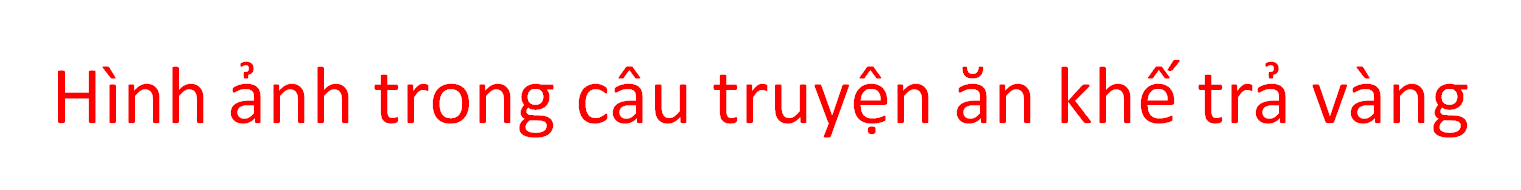 Hình ảnh trong câu truyện ăn khế trả vàng